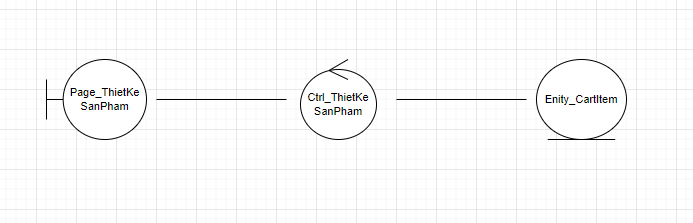 Page_ThietKe
SanPham
Ctrl_ThietKe
SanPham
Enity_CartItem